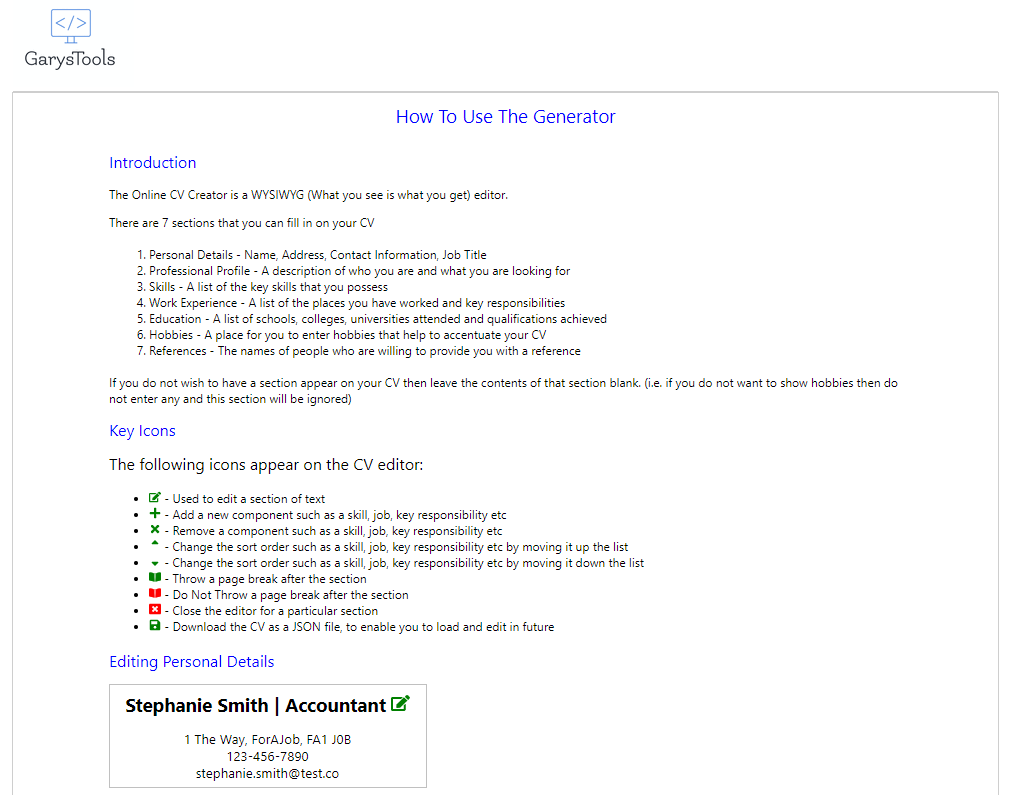 </>
GarysTools
How To Use The Generator
Introduction
The Online CV Creator is a WYSIWYG (What you see is what you get) editor.
There are 7 sections that you can fill in on your CV
1. Personal Details - Name, Address, Contact Information, Job Title
2. Professional Profile - A description of who you are and what you are looking for
3. Skills - A list of the key skills that you possess
4. Work Experience - A list of the places you have worked and key responsibilities
5. Education - A list of schools, colleges, universities attended and qualifications achieved
6. Hobbies - A place for you to enter hobbies that help to accentuate your CV
7. References - The names of people who are willing to provide you with a reference
If you do not wish to have a section appear on your CV then leave the contents of that section blank. (i.e. if you do not want to show hobbies then do
not enter any and this section will be ignored)
Key Icons
The following icons appear on the CV editor:
- Used to edit a section of text
- Add a new component such as a skill, job, key responsibility etc
- Remove a component such as a skill, job, key responsibility etc
- Change the sort order such as a skill, job, key responsibility etc by moving it up the list
- Change the sort order such as a skill, job, key responsibility etc by moving it down the list
- Throw a page break after the section
- Do Not Throw a page break after the section
- Close the editor for a particular section
- Download the CV as a JSON file, to enable you to load and edit in future
Editing Personal Details
Stephanie Smith | Accountant
1 The Way, ForAJob, FA1 J0B
123-456-7890
stephanie.smith@test.co